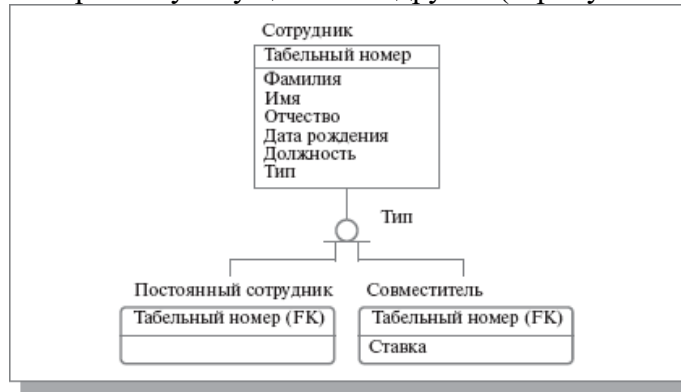 Сотрудник
Табельный номер
Фамилия
Имя
Отчество
Дата рождения
Должность
Тип
Тип
Постоянный сотрудник
Совместитель
Табельный номер (FK)
Табельный номер (FK)
Ставка